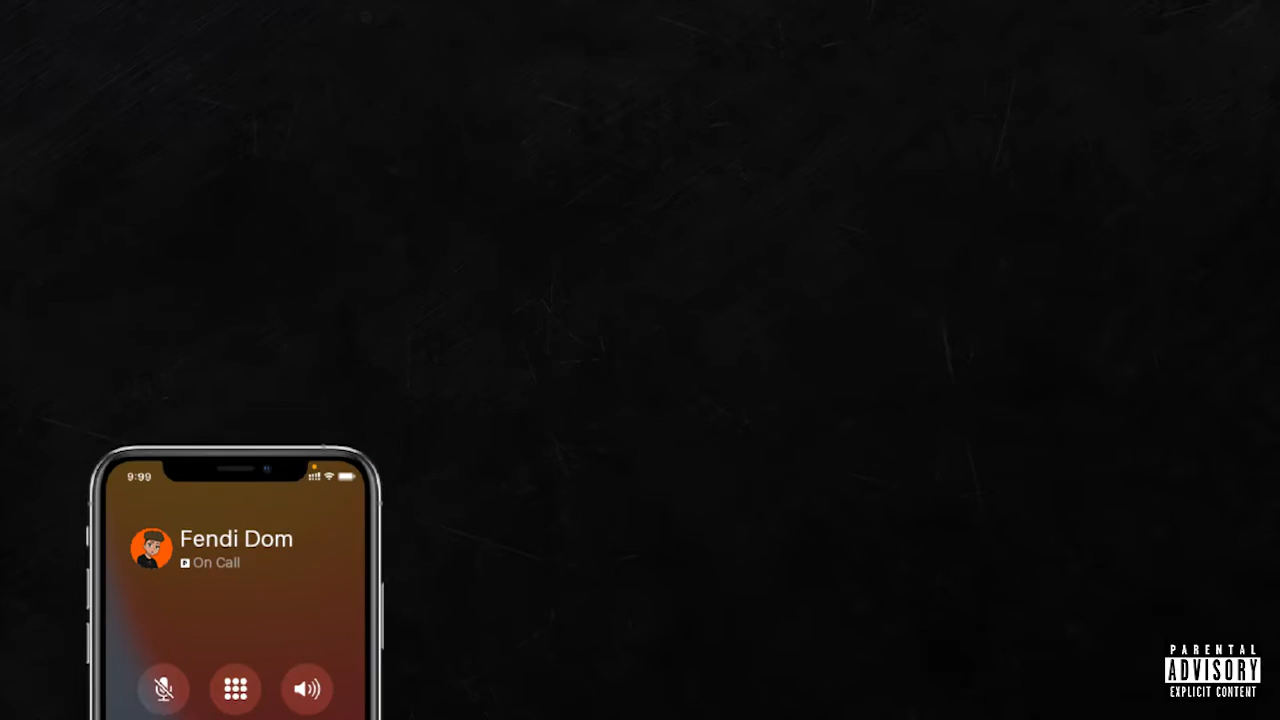 9:99
Fendi Dom
P On Call
PARENTAL
ADVISORY
EXPLICIT CONTENT